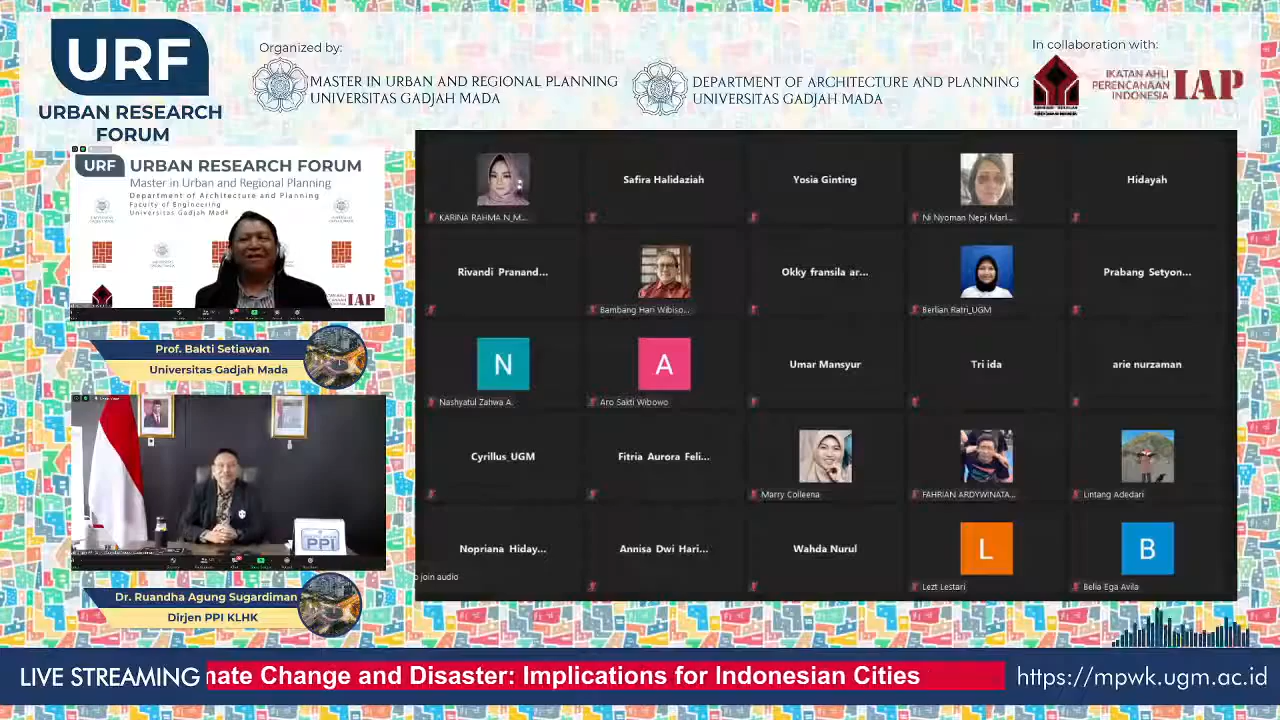 URF
URBAN RESEARCH
FORUM
Organized by:
MASTER IN URBAN AND REGIONAL PLANNING
UNIVERSITAS GADJAH MADA
DEPARTMENT OF ARCHITECTURE AND PLANNING
UNIVERSITAS GADJAH MADA
In collaboration with:
IKATAN AHLI
PERENCANAAN
INDONESIA
IAP
URF
URBAN RESEARCH FORUM
Master in Urban and Regional Planning
Department of Architecture and Planning
Faculty of Engineering
Universitas Gadjah Mada
IAP
Prof. Bakti Setiawan
Universitas Gadjah Mada
PPI
Dr. Ruandha Agung Sugardiman
Dirjen PPI KLHK
KARINA RAHMA N_M...
Safira Halidaziah
Yosia Ginting
Ni Nyoman Nepi Marl...
Hidayah
Rivandi Pranand...
Bambang Hari Wibiso...
Okky fransila ar...
Berlian Ratri_UGM
Prabang Setyon...
N
Nashyatul Zahwa A.
A
Aro Sakti Wibowo
Umar Mansyur
Tri ida
arie nurzaman
Cyrillus_UGM
Fitria Aurora Feli...
Marry Colleena
FAHRIAN ARDYWINATA...
Lintang Adedari
Nopriana Hiday...
o join audio
Annisa Dwi Hari...
Wahda Nurul
L
Lezt Lestari
B
Belia Ega Avila
LIVE STREAMING
mate Change and Disaster: Implications for Indonesian Cities
https://mpwk.ugm.ac.id